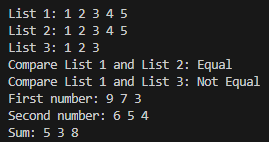 List 1: 1 2 3 4 5
List 2: 1 2 3 4 5
List 3: 1 2 3
Compare List 1 and List 2: Equal
Compare List 1 and List 3: Not Equal
First number: 9 7 3
Second number: 6 5 4
Sum: 5 3 8